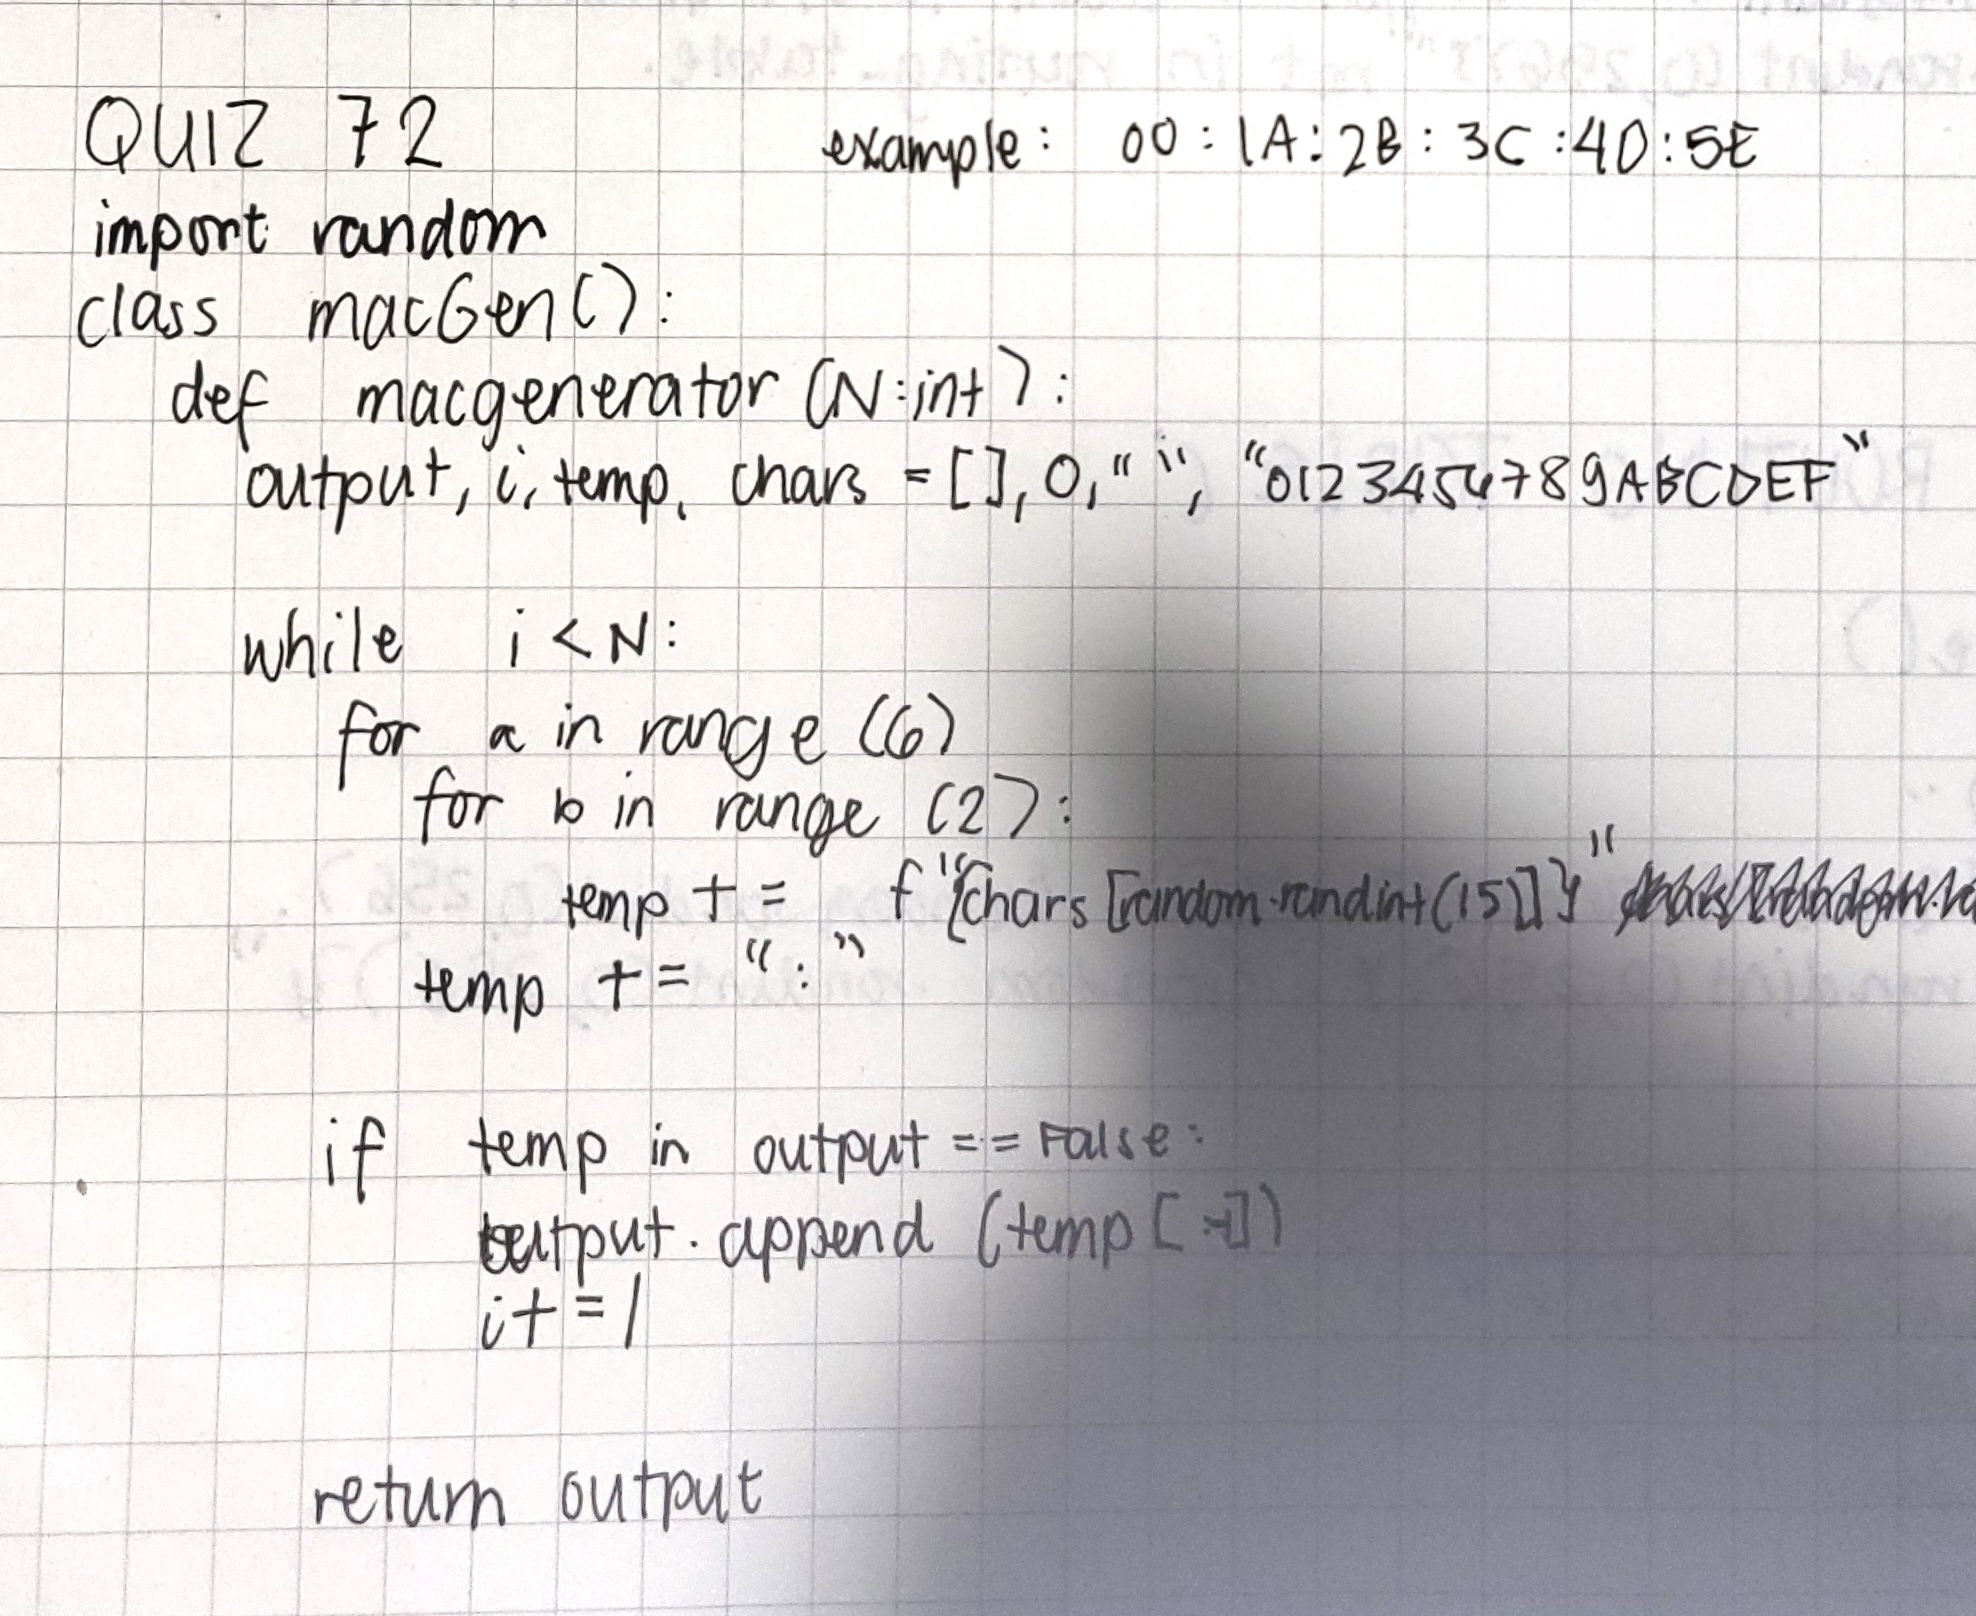 QUIZ 72 example: 00:1A:2B:3C:4D:5E
import random
class macGen():
def macgenerator (N:int):
output, i, temp, chars = [], 0, "", "0123456789ABCDEF"
while i < N:
for a in range (6)
for b in range (2):
temp += f"{chars [random.randint(15)]}"
temp += ":"
if temp in output == False:
output.append (temp[:-1])
i += 1
return output